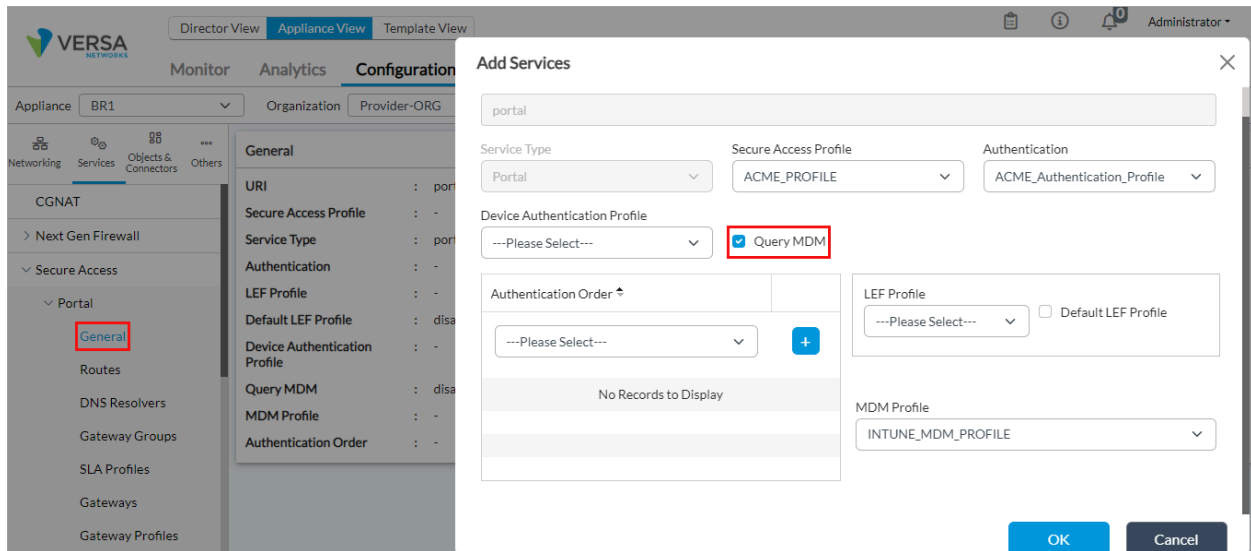 VERSA
NETWORKS
Director View Appliance View Template View
0
Administrator
Monitor Analytics Configuration
Appliance BR1 Organization Provider-ORG
Networking Services Objects & Connectors Others
CGNAT
Next Gen Firewall
Secure Access
Portal
General
Routes
DNS Resolvers
Gateway Groups
SLA Profiles
Gateways
Gateway Profiles
General
URI : port
Secure Access Profile : -
Service Type : port
Authentication : -
LEF Profile : -
Default LEF Profile : disa
Device Authentication
Profile : -
Query MDM : disa
MDM Profile : -
Authentication Order : -
Add Services
portal
Service Type Secure Access Profile Authentication
Portal ACME_PROFILE ACME_Authentication_Profile
Device Authentication Profile
---Please Select--- Query MDM
Authentication Order
---Please Select--- +
No Records to Display
LEF Profile
---Please Select--- Default LEF Profile
MDM Profile
INTUNE_MDM_PROFILE
OK Cancel